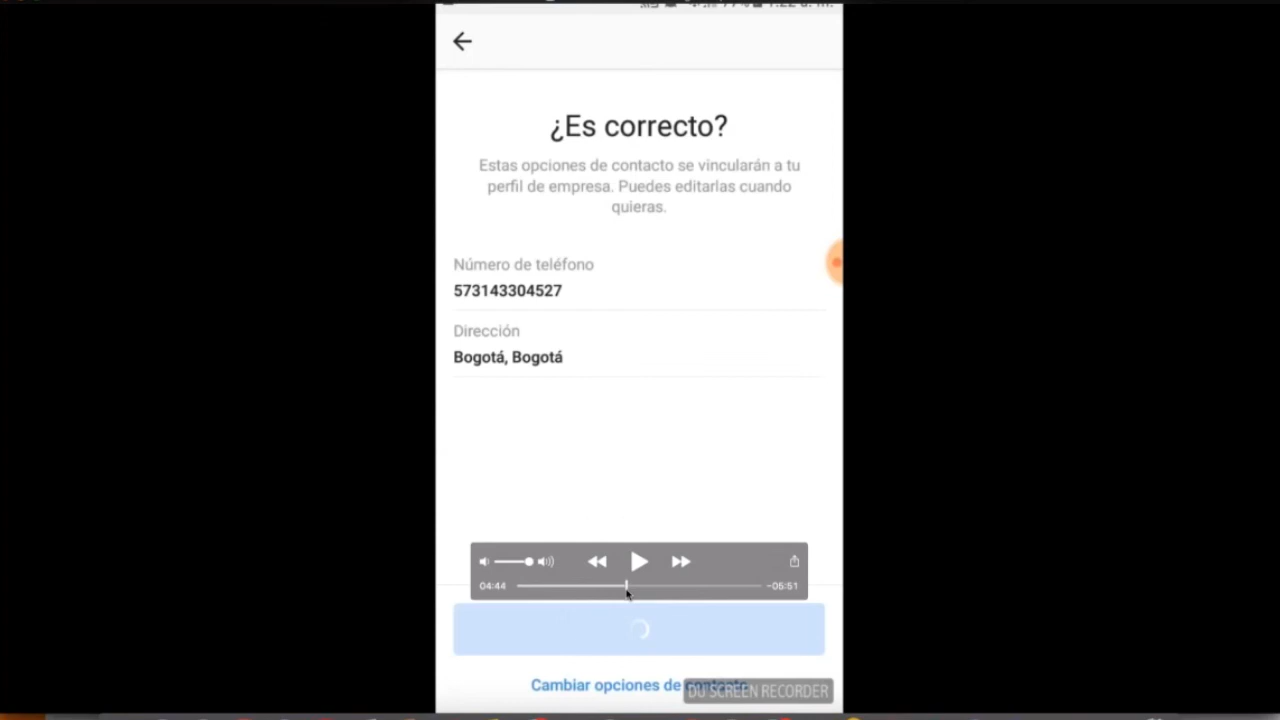 ¿Es correcto?
Estas opciones de contacto se vincularán a tu
perfil de empresa. Puedes editarlas cuando
quieras.
Número de teléfono
573143304527
Dirección
Bogotá, Bogotá
04:44
-05:51
Cambiar opciones de
DU SCREEN RECORDER